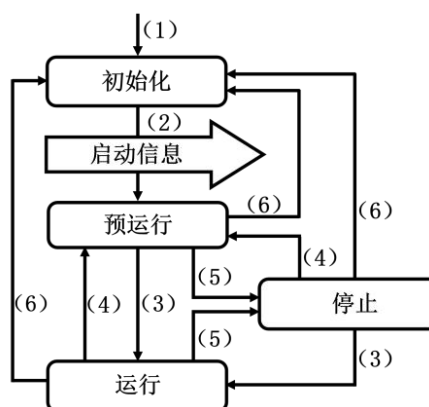 （1）
初始化
（2）
启动信息
（6）
预运行
（6）
（4）
（5）
停止
（6）
（4）
（3）
（5）
（3）
运行